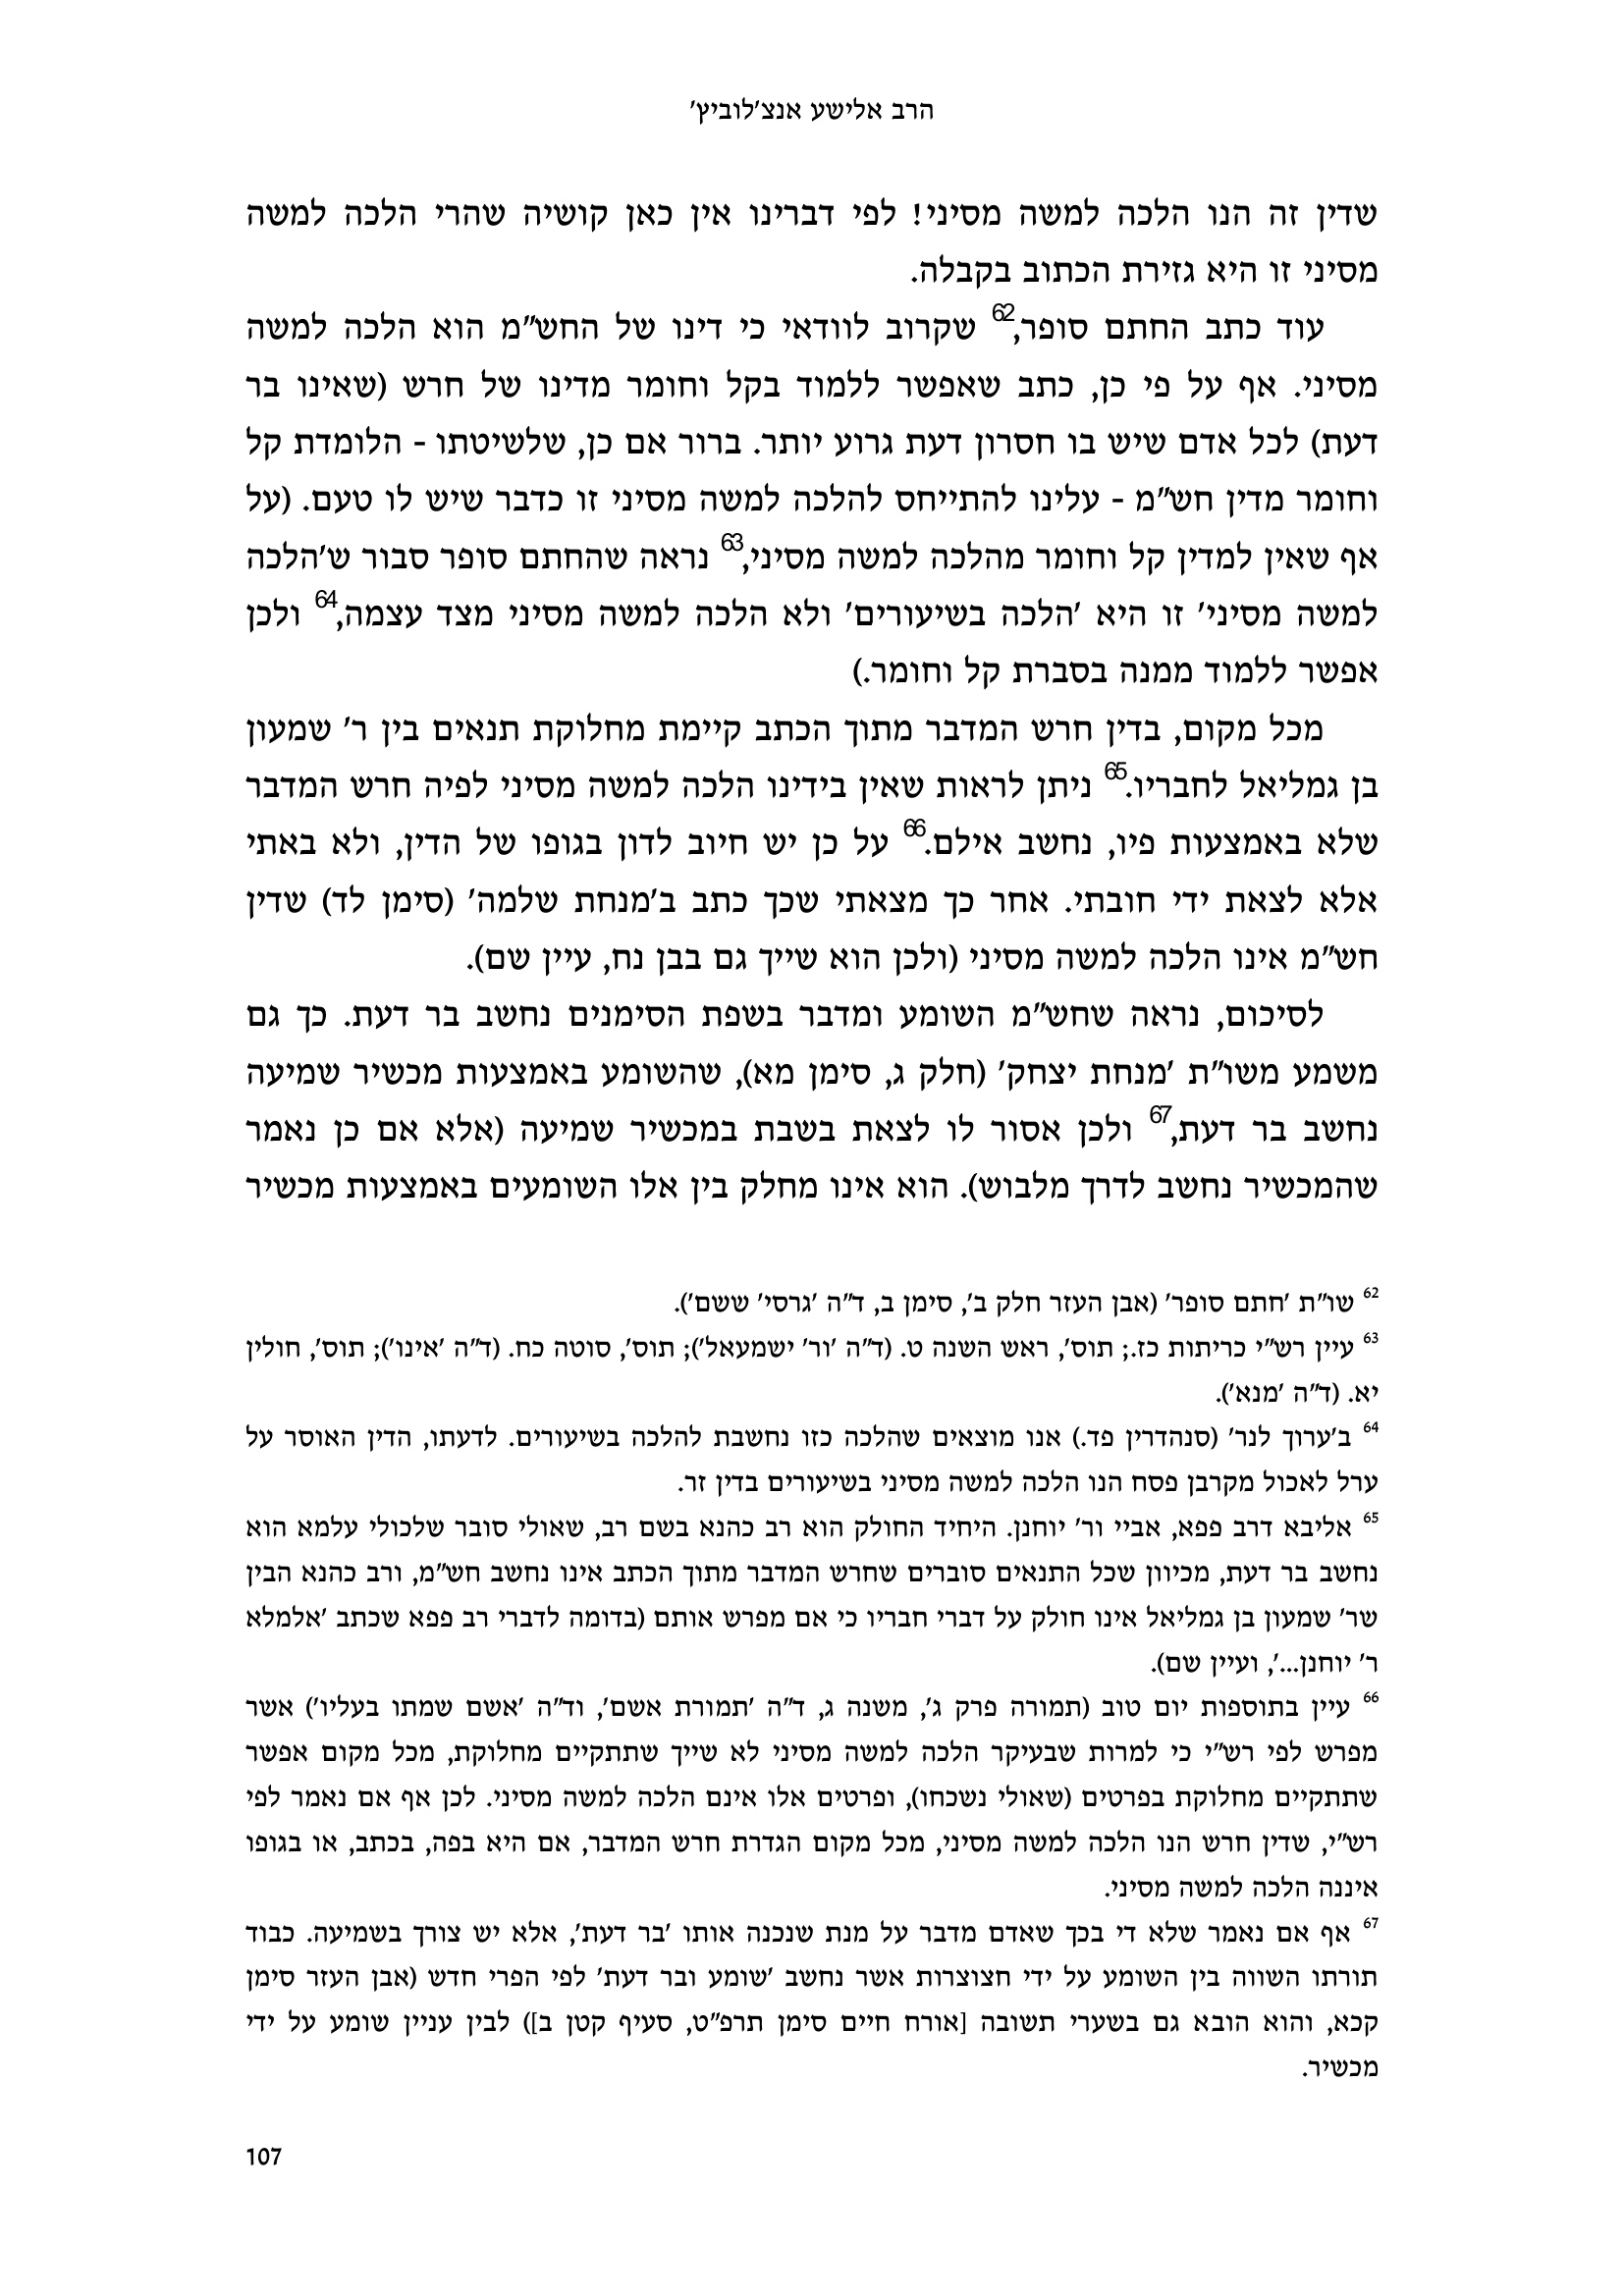 הרב אלישע אנצ'לוביץ'
שדין זה הנו הלכה למשה מסיני! לפי דברינו אין כאן קושיה שהרי הלכה למשה
מסיני זו היא גזירת הכתוב בקבלה.
עוד כתב החתם סופר,62 שקרוב לוודאי כי דינו של החש"מ הוא הלכה למשה
מסיני. אף על פי כן, כתב שאפשר ללמוד בקל וחומר מדינו של חרש (שאינו בר
דעת) לכל אדם שיש בו חסרון דעת גרוע יותר. ברור אם כן, שלשיטתו - הלומדת קל
וחומר מדין חש"מ - עלינו להתייחס להלכה למשה מסיני זו כדבר שיש לו טעם. (על
אף שאין למדין קל וחומר מהלכה למשה מסיני,63 נראה שהחתם סופר סבור ש'הלכה
למשה מסיני' זו היא 'הלכה בשיעורים' ולא הלכה למשה מסיני מצד עצמה,64 ולכן
אפשר ללמוד ממנה בסברת קל וחומר.)
מכל מקום, בדין חרש המדבר מתוך הכתב קיימת מחלוקת תנאים בין ר' שמעון
בן גמליאל לחבריו.65 ניתן לראות שאין בידינו הלכה למשה מסיני לפיה חרש המדבר
שלא באמצעות פיו, נחשב אילם.66 על כן יש חיוב לדון בגופו של הדין, ולא באתי
אלא לצאת ידי חובתי. אחר כך מצאתי שכך כתב ב'מנחת שלמה' (סימן לד) שדין
חש"מ אינו הלכה למשה מסיני (ולכן הוא שייך גם בבן נח, עיין שם).
לסיכום, נראה שחש"מ השומע ומדבר בשפת הסימנים נחשב בר דעת. כך גם
משמע משו"ת 'מנחת יצחק' (חלק ג, סימן מא), שהשומע באמצעות מכשיר שמיעה
נחשב בר דעת,67 ולכן אסור לו לצאת בשבת במכשיר שמיעה (אלא אם כן נאמר
שהמכשיר נחשב לדרך מלבוש). הוא אינו מחלק בין אלו השומעים באמצעות מכשיר
62 שו"ת 'חתם סופר' (אבן העזר חלק ב', סימן ב, ד"ה 'גרסי' ששם').
63 עיין רש"י כריתות כז.; תוס', ראש השנה ט. (ד"ה 'ור' ישמעאל'); תוס', סוטה כח. (ד"ה 'אינו'); תוס', חולין
יא. (ד"ה 'מנא').
64 ב'ערוך לנר' (סנהדרין פד.) אנו מוצאים שהלכה כזו נחשבת להלכה בשיעורים. לדעתו, הדין האוסר על
ערל לאכול מקרבן פסח הנו הלכה למשה מסיני בשיעורים בדין זר.
65 אליבא דרב פפא, אביי ור' יוחנן. היחיד החולק הוא רב כהנא בשם רב, שאולי סובר שלכולי עלמא הוא
נחשב בר דעת, מכיוון שכל התנאים סוברים שחרש המדבר מתוך הכתב אינו נחשב חש"מ, ורב כהנא הבין
שר' שמעון בן גמליאל אינו חולק על דברי חבריו כי אם מפרש אותם (בדומה לדברי רב פפא שכתב 'אלמלא
ר' יוחנן...', ועיין שם).
66 עיין בתוספות יום טוב (תמורה פרק ג', משנה ג, ד"ה 'תמורת אשם', וד"ה 'אשם שמתו בעליו') אשר
מפרש לפי רש"י כי למרות שבעיקר הלכה למשה מסיני לא שייך שתתקיים מחלוקת, מכל מקום אפשר
שתתקיים מחלוקת בפרטים (שאולי נשכחו), ופרטים אלו אינם הלכה למשה מסיני. לכן אף אם נאמר לפי
רש"י, שדין חרש הנו הלכה למשה מסיני, מכל מקום הגדרת חרש המדבר, אם היא בפה, בכתב, או בגופו
איננה הלכה למשה מסיני.
67 אף אם נאמר שלא די בכך שאדם מדבר על מנת שנכנה אותו 'בר דעת', אלא יש צורך בשמיעה. כבוד
תורתו השווה בין השומע על ידי חצוצרות אשר נחשב 'שומע ובר דעת' לפי הפרי חדש (אבן העזר סימן
קכא, והוא הובא גם בשערי תשובה [אורח חיים סימן תרפ"ט, סעיף קטן ב]) לבין עניין שומע על ידי
מכשיר.
107